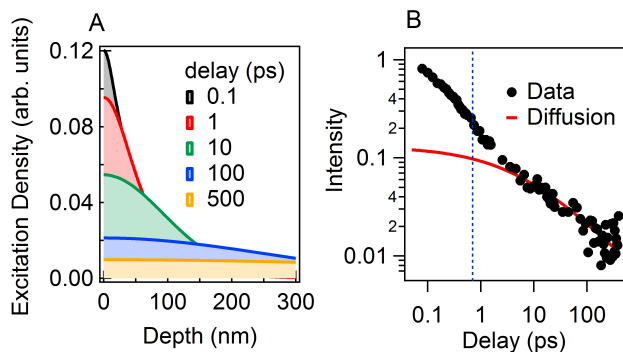 A
Excitation Density (arb. units)
0.12
0.08
0.04
0.00
0
100
200
300
Depth (nm)
delay (ps)
0.1
1
10
100
500
B
Intensity
1
4
0.1
4
0.01
0.1
1
10
100
Delay (ps)
Data
Diffusion